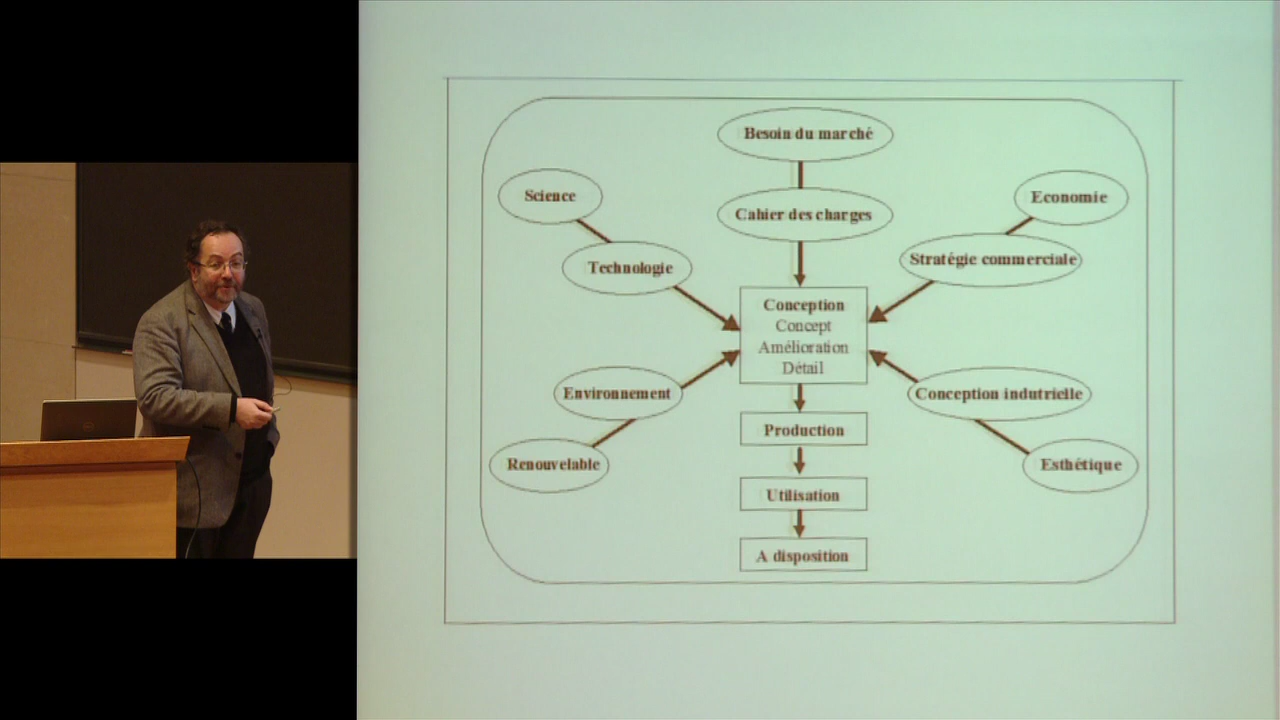 Besoin du marché
Science
Cahier des charges
Economie
Technologie
Stratégie commerciale
Conception
Concept
Amélioration
Détail
Environnement
Conception indutrielle
Production
Renouvelable
Esthétique
Utilisation
A disposition